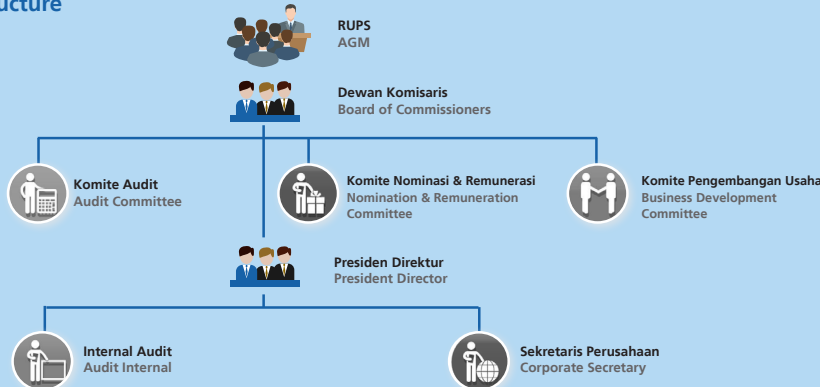 RUPS
AGM
Dewan Komisaris
Board of Commissioners
Komite Audit
Audit Committee
Komite Nominasi & Remunerasi
Nomination & Remuneration
Committee
Komite Pengembangan Usaha
Business Development
Committee
Presiden Direktur
President Director
Internal Audit
Audit Internal
Sekretaris Perusahaan
Corporate Secretary